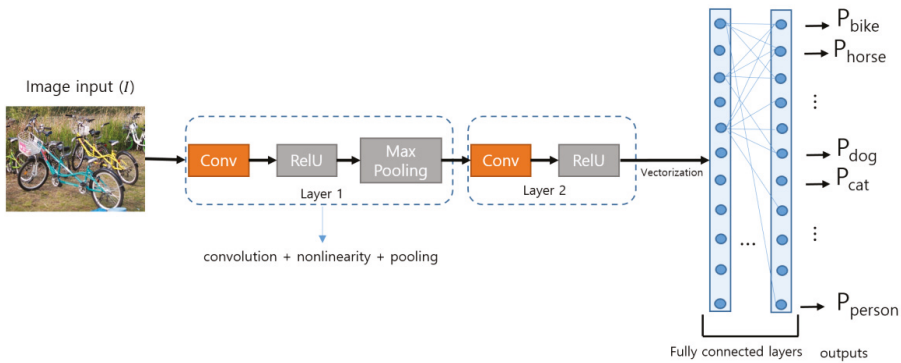 Image input (I)
Conv
RelU
Max
Pooling
Layer 1
convolution + nonlinearity + pooling
Conv
RelU
Layer 2
Vectorization
...
Fully connected layers
P bike
P horse
⋮
P dog
P cat
⋮
P person
outputs